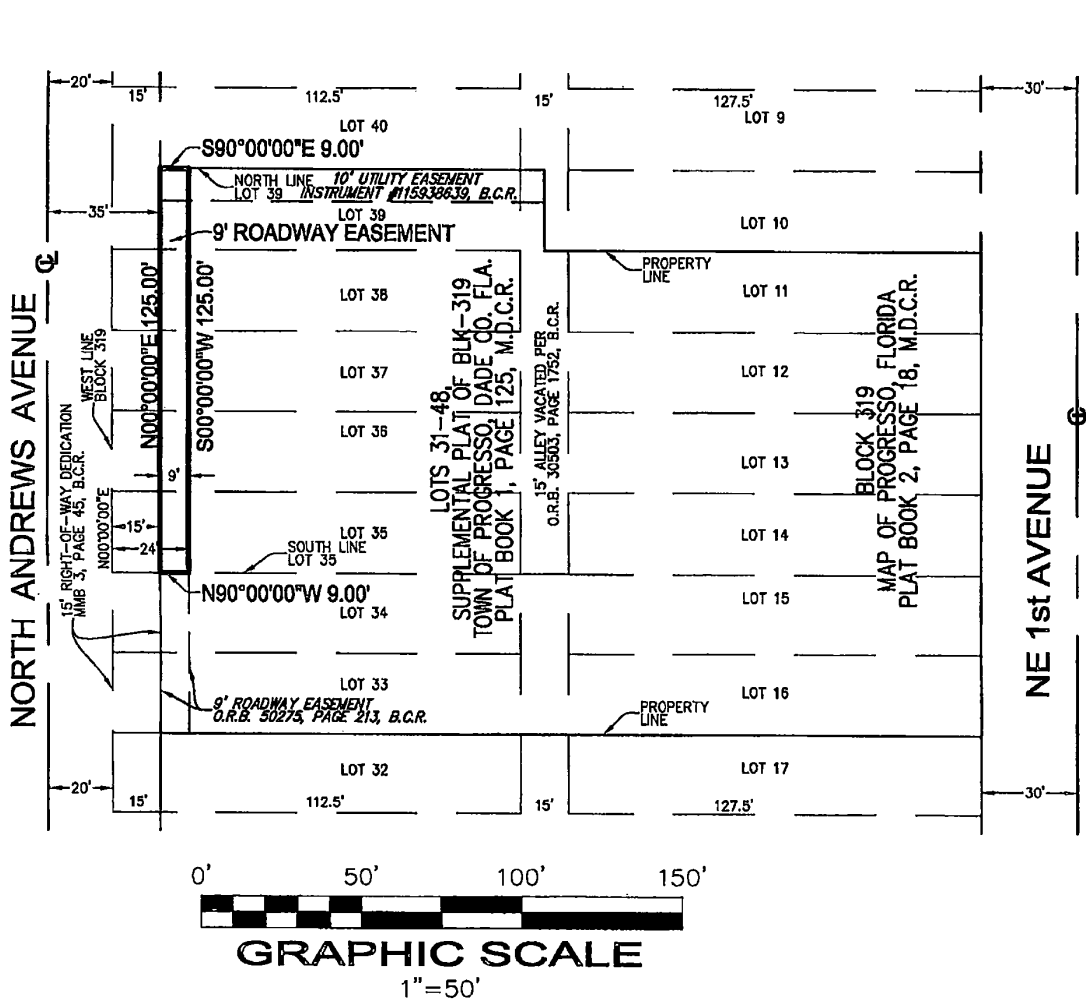 20'
15'
112.5'
15'
127.5'
30'
LOT 40
LOT 9
S90°00'00"E 9.00'
NORTH LINE
LOT 39
10' UTILITY EASEMENT
INSTRUMENT #115938639, B.C.R.
35'
LOT 39
9' ROADWAY EASEMENT
LOT 10
PROPERTY
LINE
LOT 38
LOT 11
LOT 37
LOT 12
LOT 36
LOT 13
LOT 35
LOT 14
NORTH ANDREWS AVENUE
CL
15' RIGHT-OF-WAY DEDICATION
MMB 3, PAGE 45, B.C.R.
WEST LINE
BLOCK 319
N00°00'00"E
N00°00'00"E 125.00'
S00°00'00"W 125.00'
9'
15'
24'
SOUTH LINE
LOT 35
N90°00'00"W 9.00'
LOTS 31-48,
SUPPLEMENTAL PLAT OF BLK-319
TOWN OF PROGRESSO, DADE CO. FLA.
PLAT BOOK 1, PAGE 125, M.D.C.R.
15' ALLEY VACATED PER
O.R.B. 30503, PAGE 1752, B.C.R.
BLOCK 319
MAP OF PROGRESSO, FLORIDA
PLAT BOOK 2, PAGE 18, M.D.C.R.
NE 1st AVENUE
CL
LOT 34
LOT 15
LOT 33
LOT 16
9' ROADWAY EASEMENT
O.R.B. 50275, PAGE 213, B.C.R.
PROPERTY
LINE
LOT 32
LOT 17
20'
15'
112.5'
15'
127.5'
30'
0' 50' 100' 150'
GRAPHIC SCALE
1"=50'